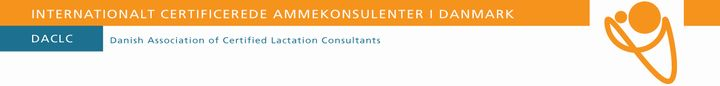 INTERNATIONALT CERTIFICEREDE AMMEKONSULENTER I DANMARK
DACLC
Danish Association of Certified Lactation Consultants